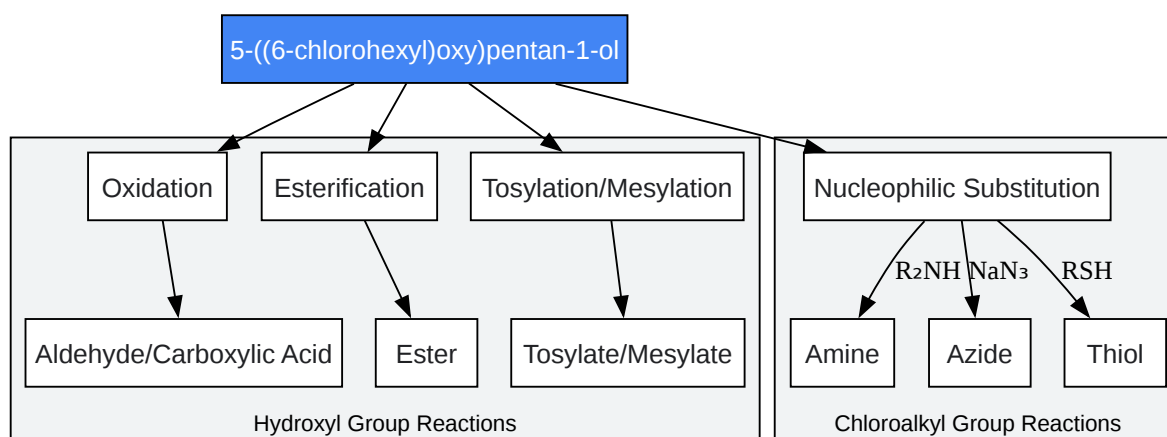 5-((6-chlorohexyl)oxy)pentan-1-ol
Oxidation
Esterification
Tosylation/Mesylation
Nucleophilic Substitution
R₂NH
NaN₃
RSH
Aldehyde/Carboxylic Acid
Ester
Tosylate/Mesylate
Amine
Azide
Thiol
Hydroxyl Group Reactions
Chloroalkyl Group Reactions